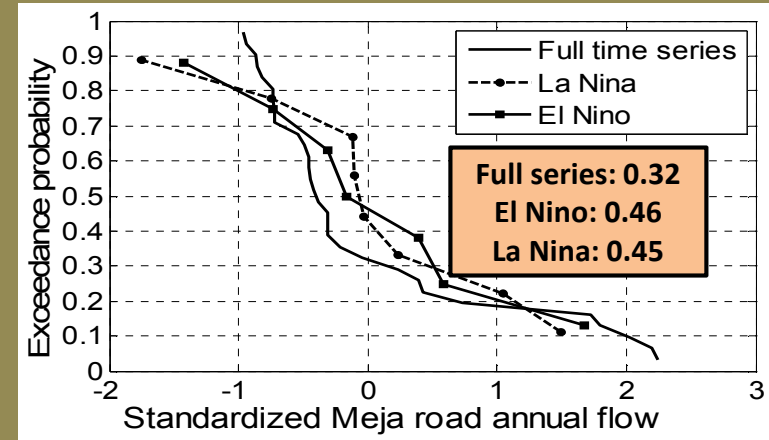 Exceedance probability
1
0.9
0.8
0.7
0.6
0.5
0.4
0.3
0.2
0.1
0
Full time series
La Nina
El Nino
Full series: 0.32
El Nino: 0.46
La Nina: 0.45
-2 -1 0 1 2 3
Standardized Meja road annual flow